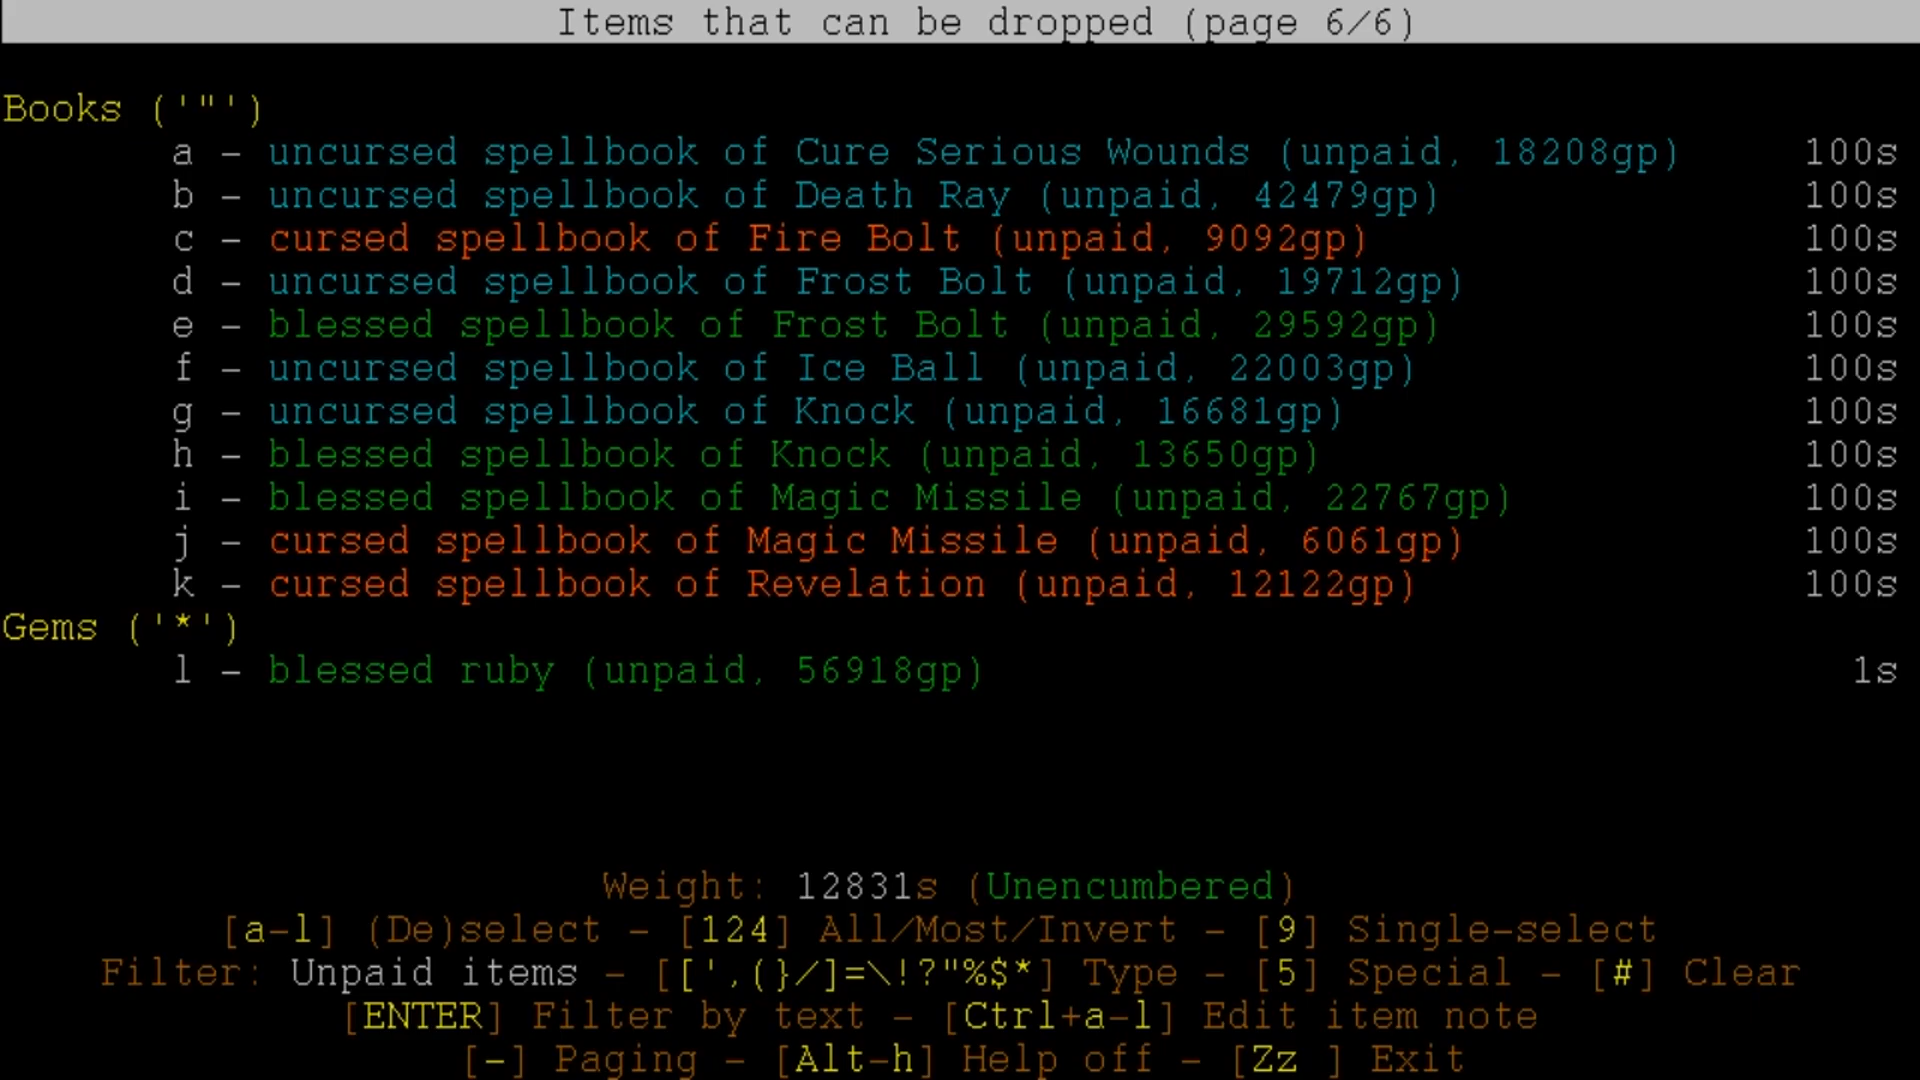 Items that can be dropped (page 6/6)
Books ('"')
a - uncursed spellbook of Cure Serious Wounds (unpaid, 18208gp) 100s
b - uncursed spellbook of Death Ray (unpaid, 42479gp) 100s
c - cursed spellbook of Fire Bolt (unpaid, 9092gp) 100s
d - uncursed spellbook of Frost Bolt (unpaid, 19712gp) 100s
e - blessed spellbook of Frost Bolt (unpaid, 29592gp) 100s
f - uncursed spellbook of Ice Ball (unpaid, 22003gp) 100s
g - uncursed spellbook of Knock (unpaid, 16681gp) 100s
h - blessed spellbook of Knock (unpaid, 13650gp) 100s
i - blessed spellbook of Magic Missile (unpaid, 22767gp) 100s
j - cursed spellbook of Magic Missile (unpaid, 6061gp) 100s
k - cursed spellbook of Revelation (unpaid, 12122gp) 100s
Gems ('*')
l - blessed ruby (unpaid, 56918gp) 1s
Weight: 12831s (Unencumbered)
[a-l] (De)select - [124] All/Most/Invert - [9] Single-select
Filter: Unpaid items - [[',(}/]=\!?"%$*] Type - [5] Special - [#] Clear
[ENTER] Filter by text - [Ctrl+a-l] Edit item note
[-] Paging - [Alt-h] Help off - [Zz ] Exit